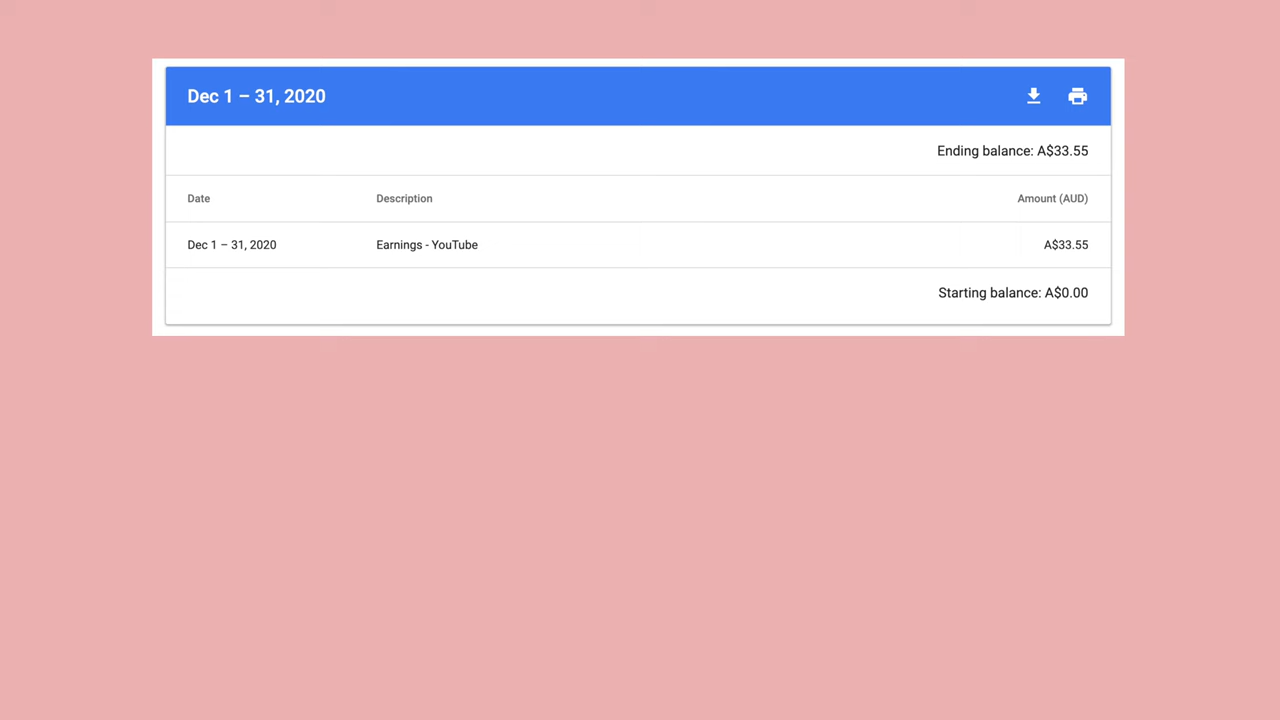 Dec 1 – 31, 2020
Ending balance: A$33.55
Date Description Amount (AUD)
Dec 1 – 31, 2020 Earnings - YouTube A$33.55
Starting balance: A$0.00